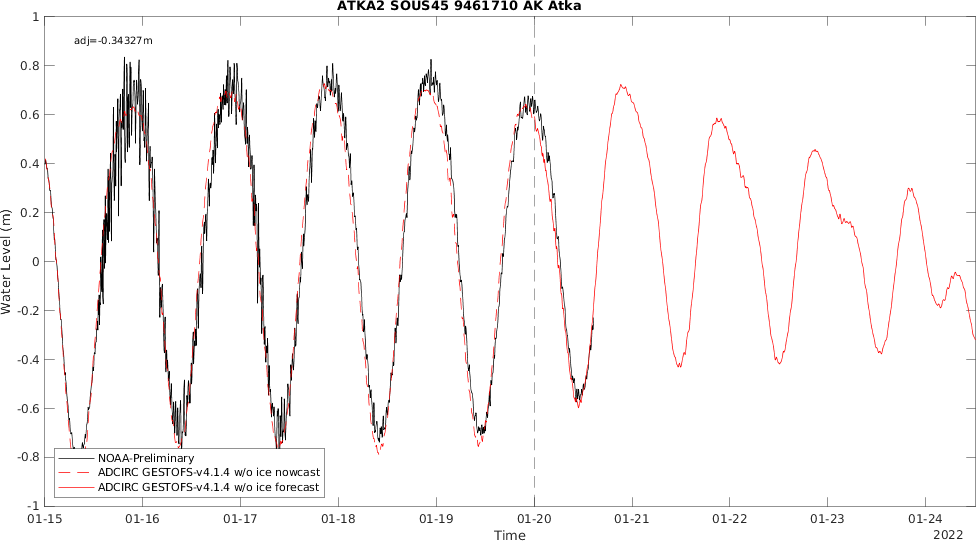 ATKA2 SOUS45 9461710 AK Atka
adj=-0.34327m
1
0.8
0.6
0.4
0.2
0
-0.2
-0.4
-0.6
-0.8
-1
Water Level (m)
NOAA-Preliminary
ADCIRC GESTOFS-v4.1.4 w/o ice nowcast
ADCIRC GESTOFS-v4.1.4 w/o ice forecast
01-15 01-16 01-17 01-18 01-19 01-20 01-21 01-22 01-23 01-24
Time
2022